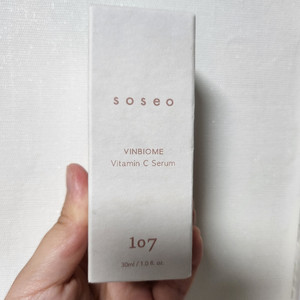 soseo
VINBIOME
Vitamin C Serum
107
30ml / 1.0 fl.oz.